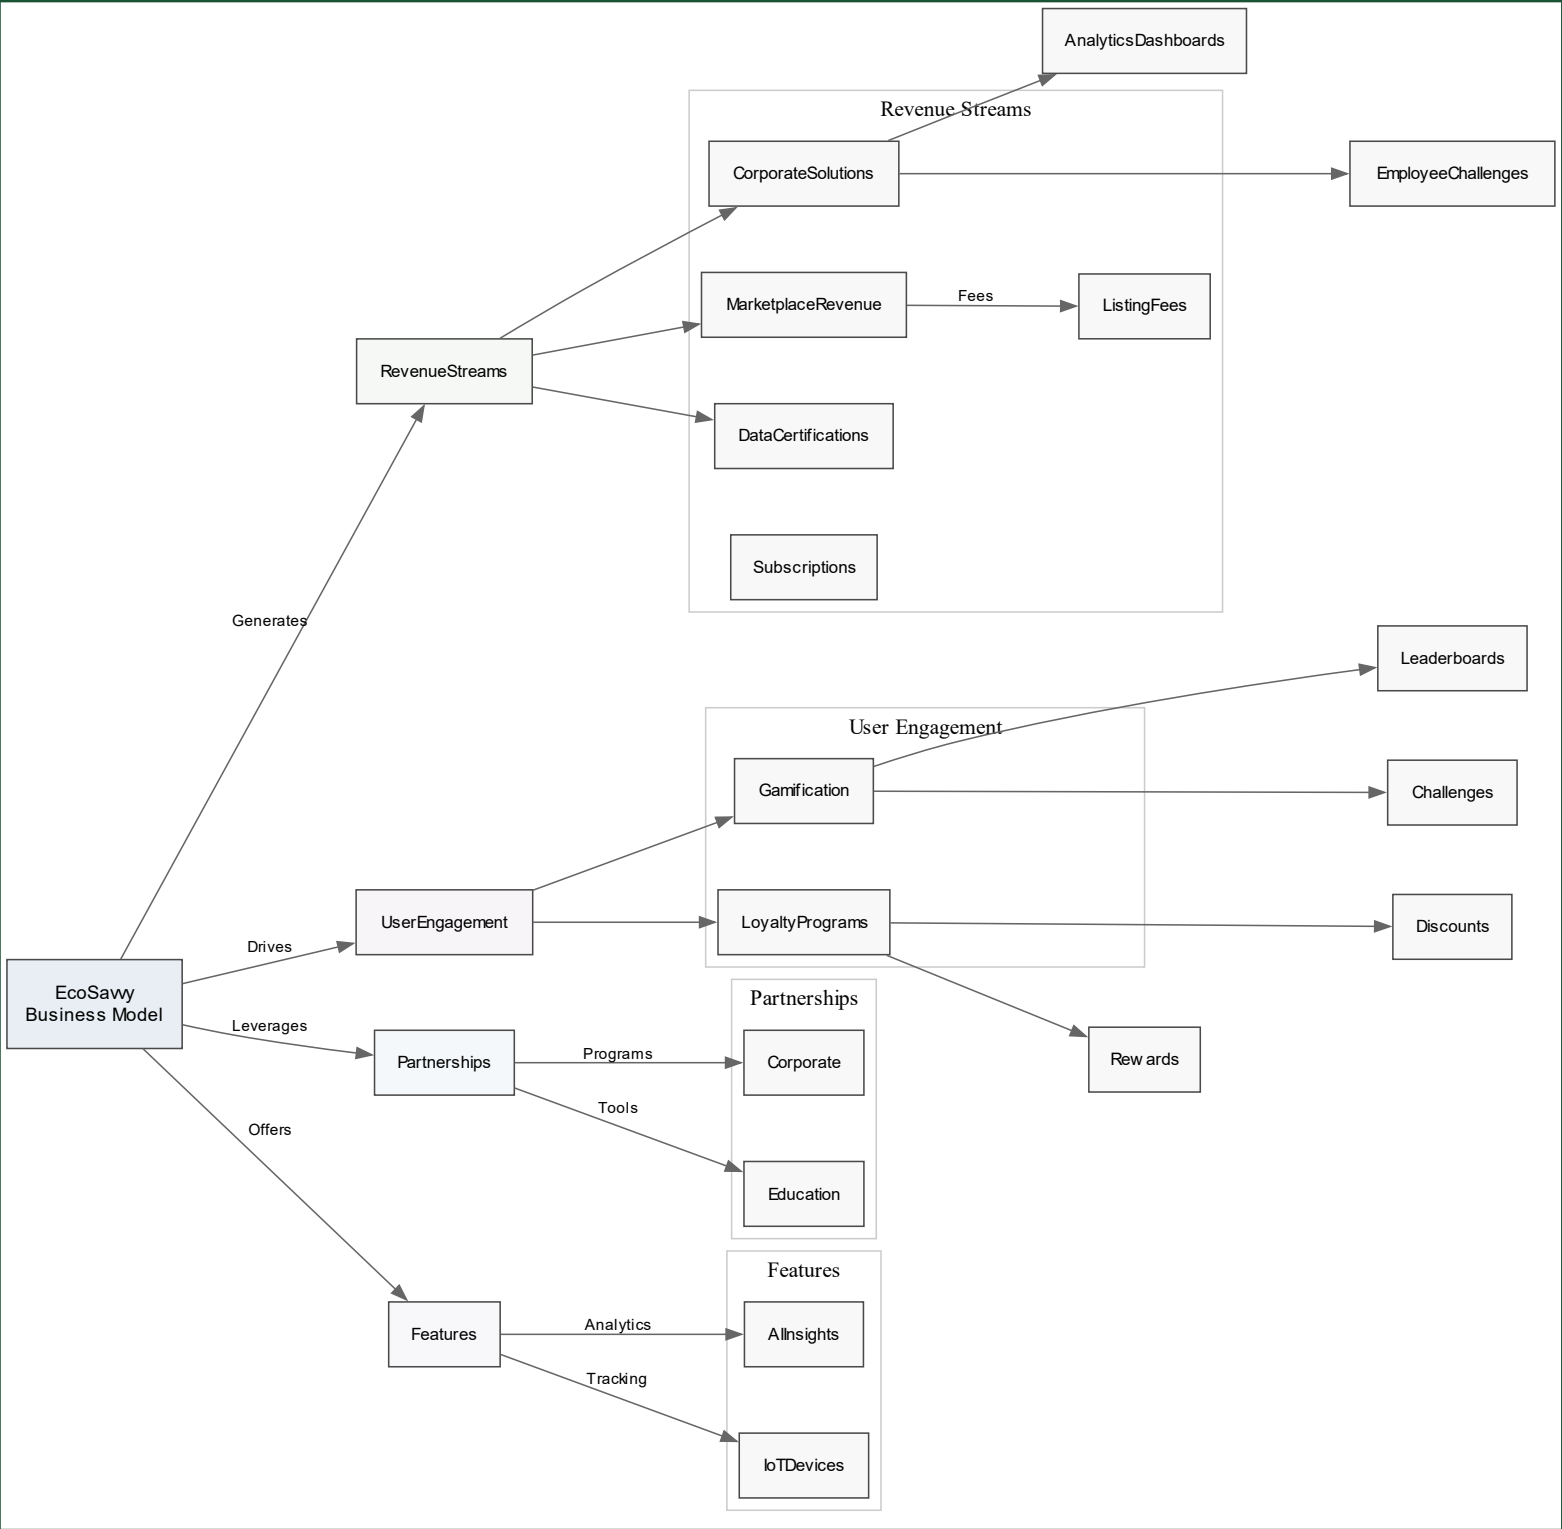 AnalyticsDashboards
Revenue Streams
CorporateSolutions
EmployeeChallenges
MarketplaceRevenue
Fees
ListingFees
RevenueStreams
DataCertifications
Subscriptions
Generates
Leaderboards
User Engagement
Gamification
Challenges
UserEngagement
LoyaltyPrograms
Discounts
Drives
EcoSavvy
Business Model
Leverages
Partnerships
Partnerships
Programs
Corporate
Rewards
Tools
Offers
Education
Features
Features
Analytics
AIInsights
Tracking
IoTDevices